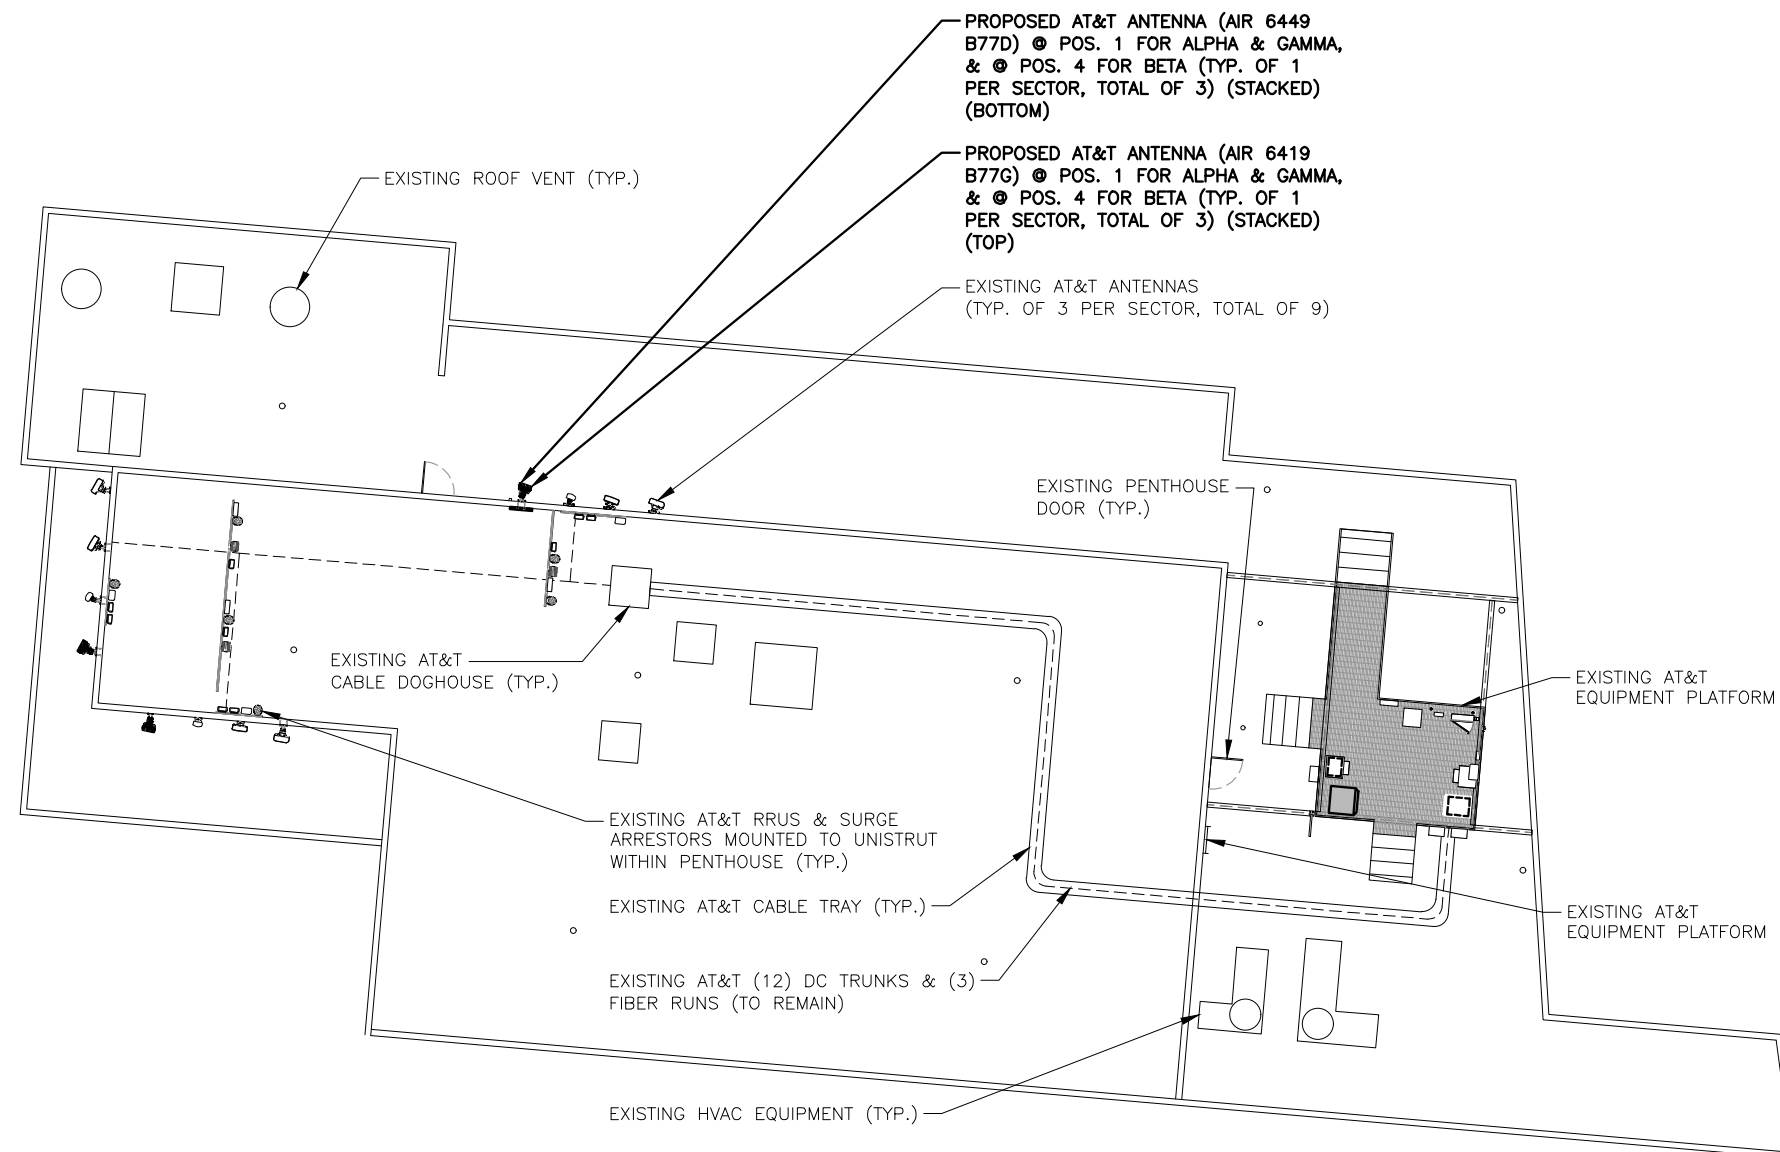 PROPOSED AT&T ANTENNA (AIR 6449
B77D) @ POS. 1 FOR ALPHA & GAMMA,
& @ POS. 4 FOR BETA (TYP. OF 1
PER SECTOR, TOTAL OF 3) (STACKED)
(BOTTOM)
PROPOSED AT&T ANTENNA (AIR 6419
B77G) @ POS. 1 FOR ALPHA & GAMMA,
& @ POS. 4 FOR BETA (TYP. OF 1
PER SECTOR, TOTAL OF 3) (STACKED)
(TOP)
EXISTING ROOF VENT (TYP.)
EXISTING AT&T ANTENNAS
(TYP. OF 3 PER SECTOR, TOTAL OF 9)
EXISTING PENTHOUSE
DOOR (TYP.)
EXISTING AT&T
CABLE DOGHOUSE (TYP.)
EXISTING AT&T
EQUIPMENT PLATFORM
EXISTING AT&T RRUS & SURGE
ARRESTORS MOUNTED TO UNISTRUT
WITHIN PENTHOUSE (TYP.)
EXISTING AT&T CABLE TRAY (TYP.)
EXISTING AT&T
EQUIPMENT PLATFORM
EXISTING AT&T (12) DC TRUNKS & (3)
FIBER RUNS (TO REMAIN)
EXISTING HVAC EQUIPMENT (TYP.)